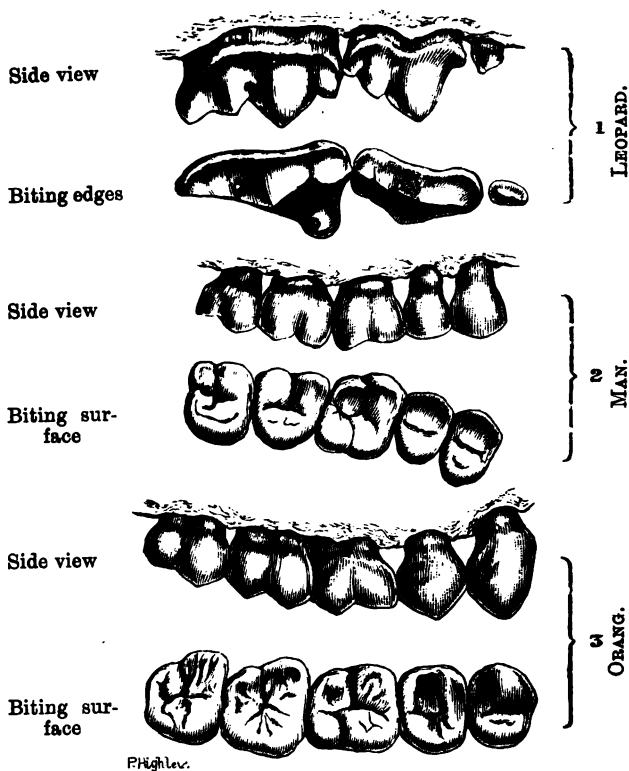 Side view
Biting edges
1
LEOPARD.
Side view
Biting sur-
face
2
MAN.
Side view
Biting sur-
face
3
ORANG.
P. Highley.